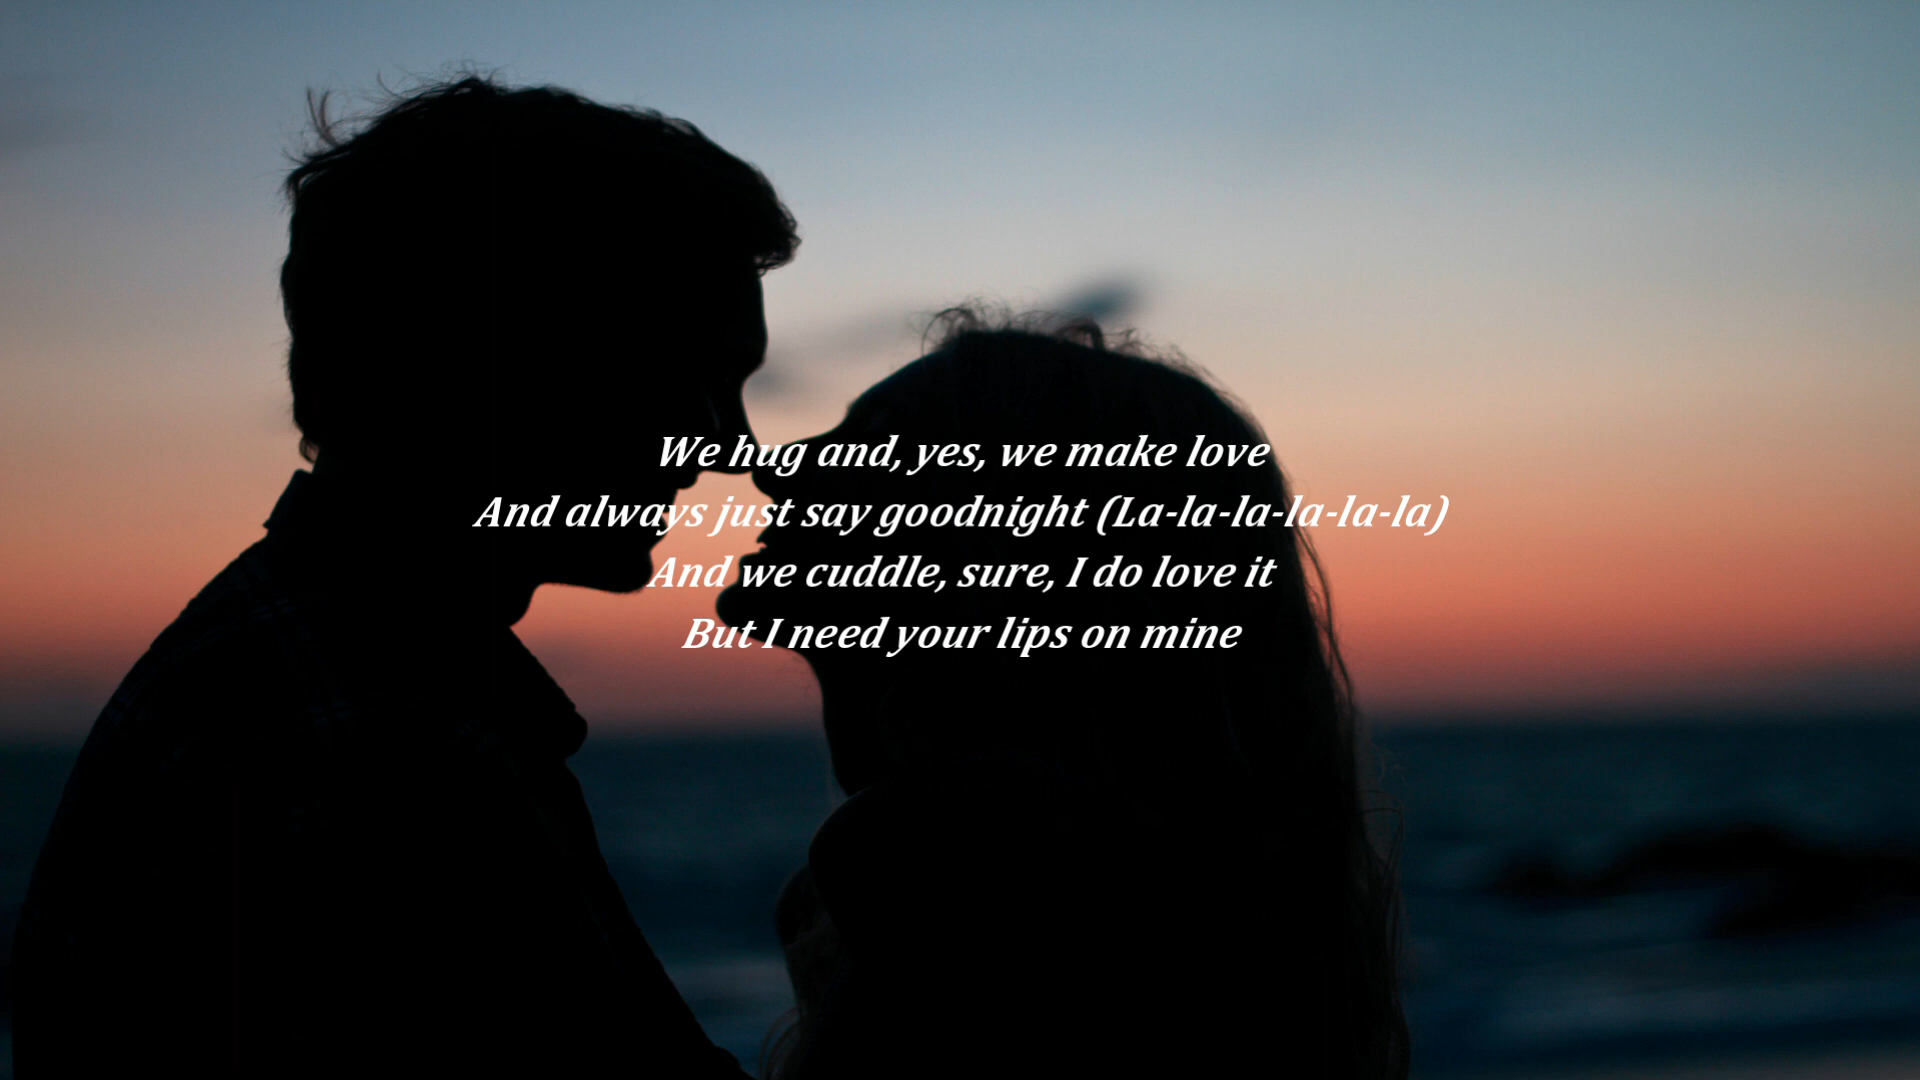 We hug and, yes, we make love
And always just say goodnight (La-la-la-la-la-la)
And we cuddle, sure, I do love it
But I need your lips on mine